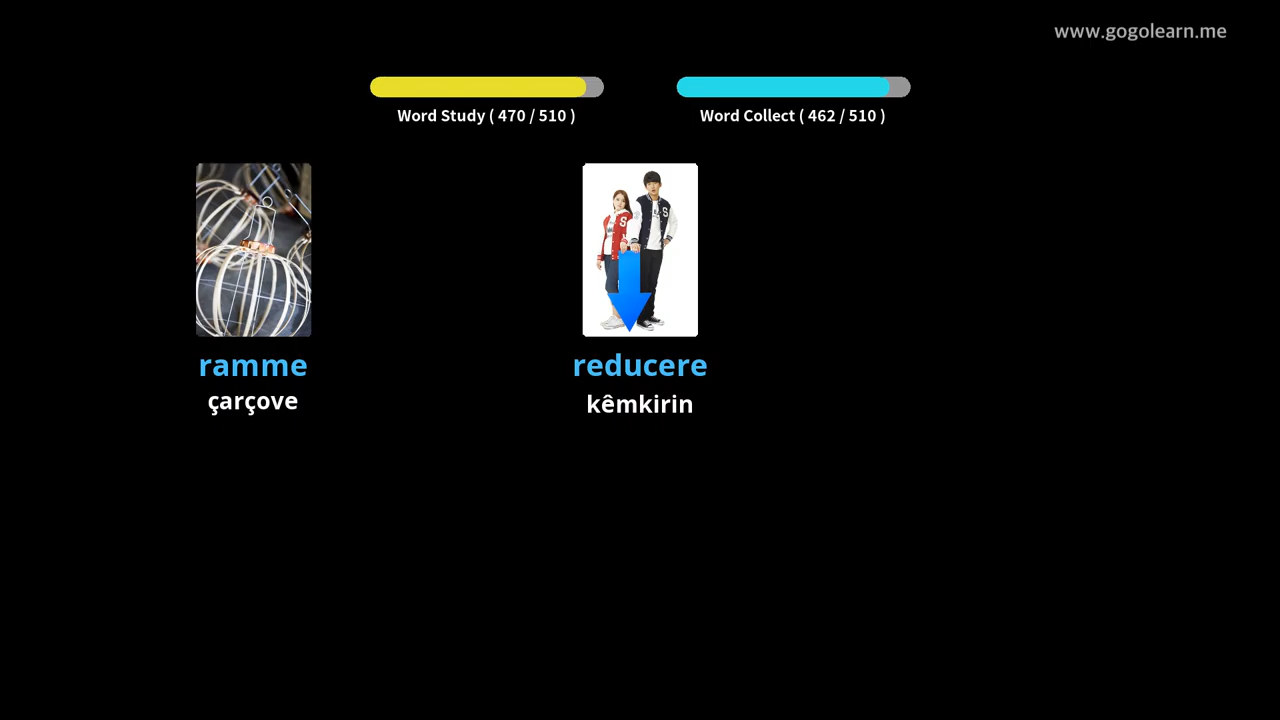 www.gogolearn.me
Word Study ( 470 / 510 )
Word Collect ( 462 / 510 )
S
S
ramme
çarçove
reducere
kêmkirin